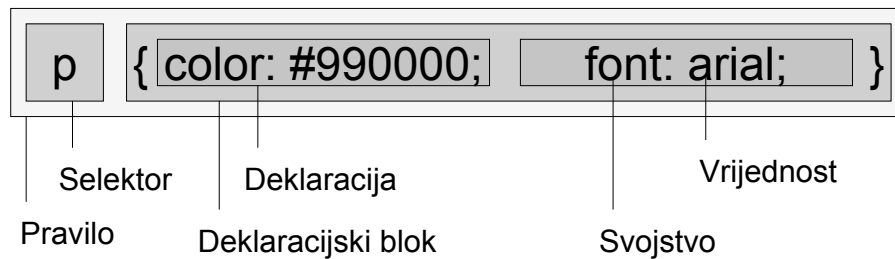 p { color: #990000; font: arial; }
Selektor Deklaracija Vrijednost
Pravilo Deklaracijski blok Svojstvo